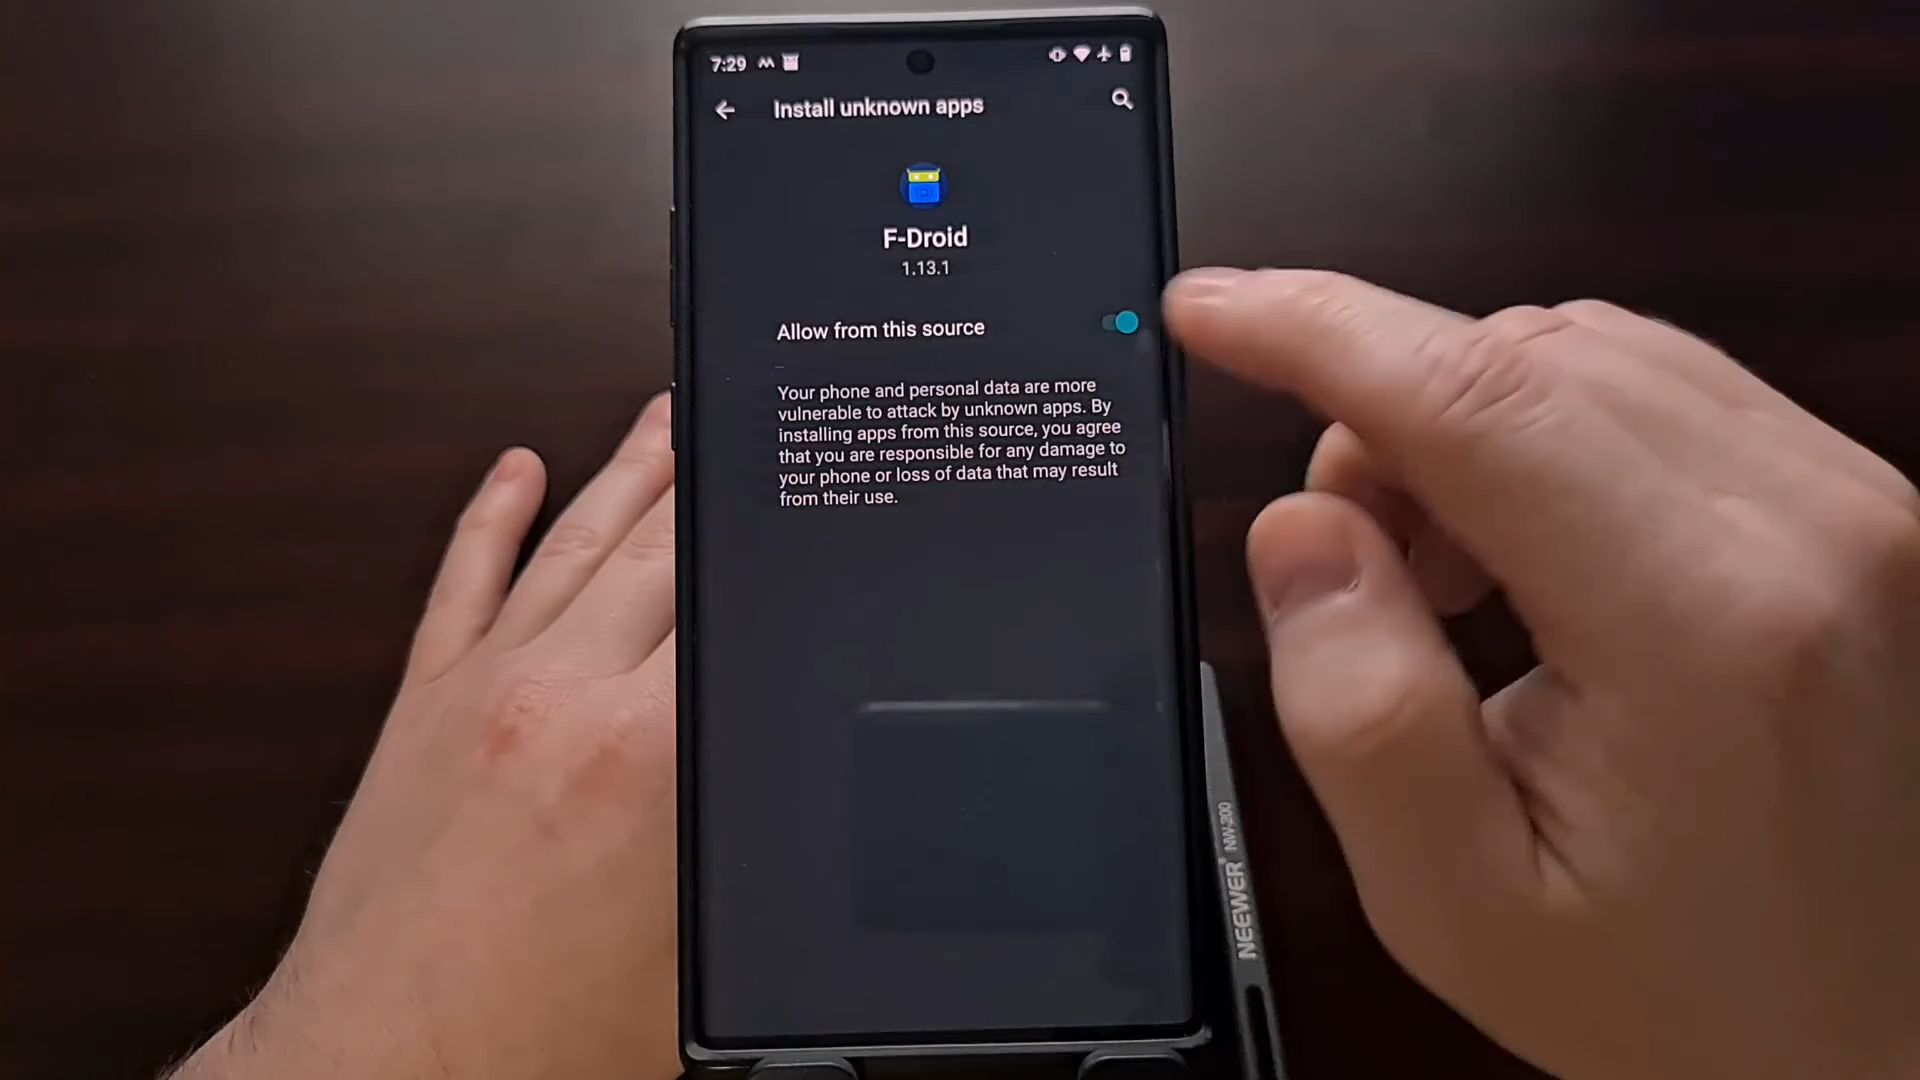 7:29
Install unknown apps
F-Droid
1.13.1
Allow from this source
Your phone and personal data are more
vulnerable to attack by unknown apps. By
installing apps from this source, you agree
that you are responsible for any damage to
your phone or loss of data that may result
from their use.
NEEWER® NW-200